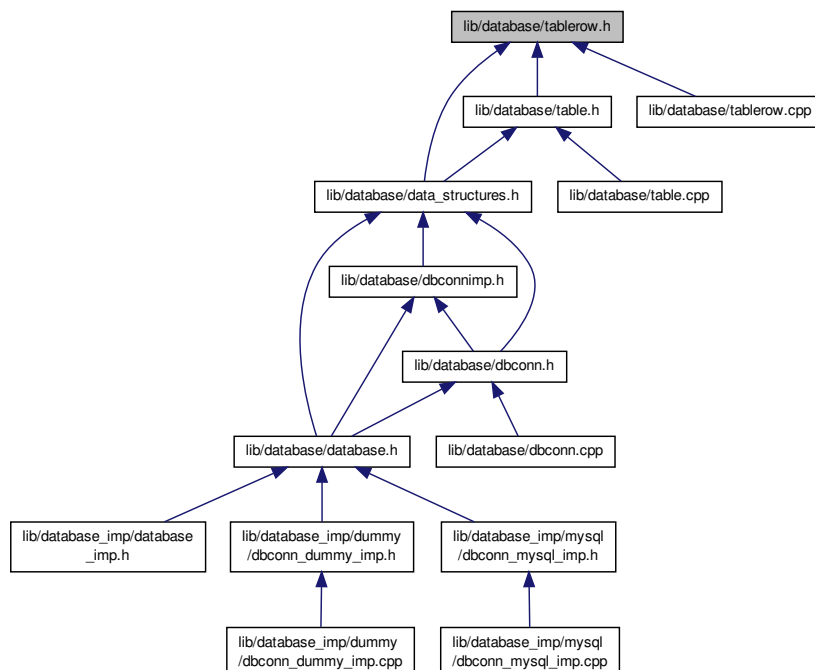 lib/database/tablerow.h
lib/database/table.h
lib/database/tablerow.cpp
lib/database/data_structures.h
lib/database/table.cpp
lib/database/dbconnimp.h
lib/database/dbconn.h
lib/database/database.h
lib/database/dbconn.cpp
lib/database_imp/database
_imp.h
lib/database_imp/dummy
/dbconn_dummy_imp.h
lib/database_imp/mysql
/dbconn_mysql_imp.h
lib/database_imp/dummy
/dbconn_dummy_imp.cpp
lib/database_imp/mysql
/dbconn_mysql_imp.cpp